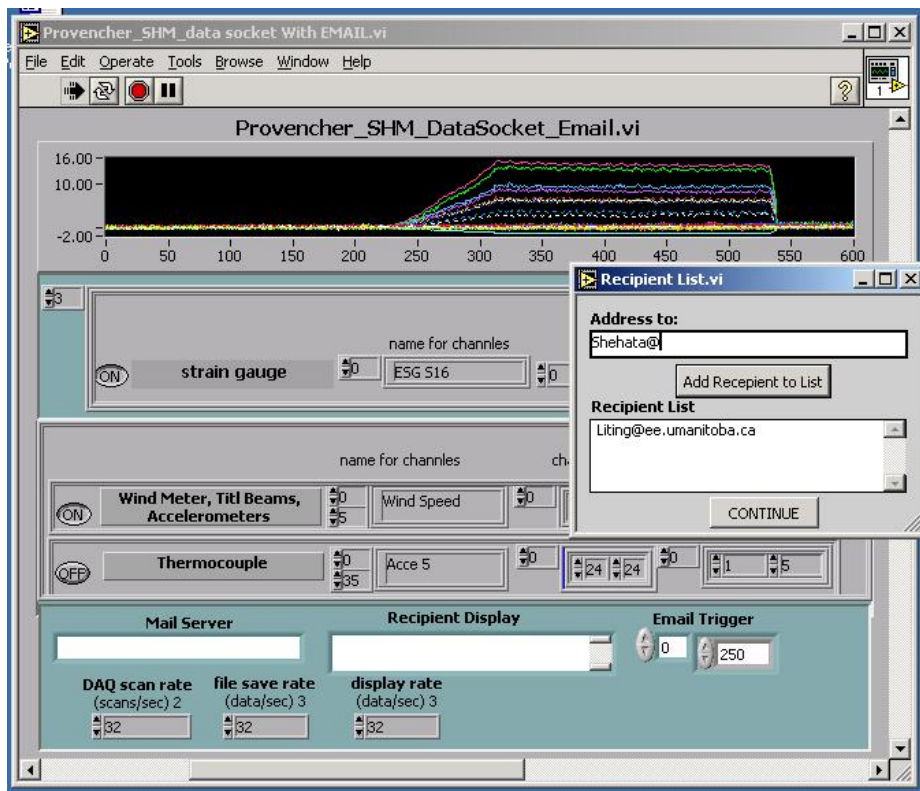 Provencher_SHM_data socket With EMAIL.vi
File Edit Operate Tools Browse Window Help
1
Provencher_SHM_DataSocket_Email.vi
16.00
10.00
-2.00
0 50 100 150 200 250 300 350 400 450 500 550 600
Recipient List.vi
Address to:
Shehata@
Add Recepient to List
Recipient List
Liting@ee.umanitoba.ca
CONTINUE
3
name for channles
ON strain gauge 0 ESG S16 0
name for channles
ON Wind Meter, Titl Beams, Accelerometers 0 5 Wind Speed 0
OFF Thermocouple 0 35 Acce 5 0 24 24 0 1 5
Mail Server Recipient Display Email Trigger
0 250
DAQ scan rate file save rate display rate
(scans/sec) 2 (data/sec) 3 (data/sec) 3
32 32 32